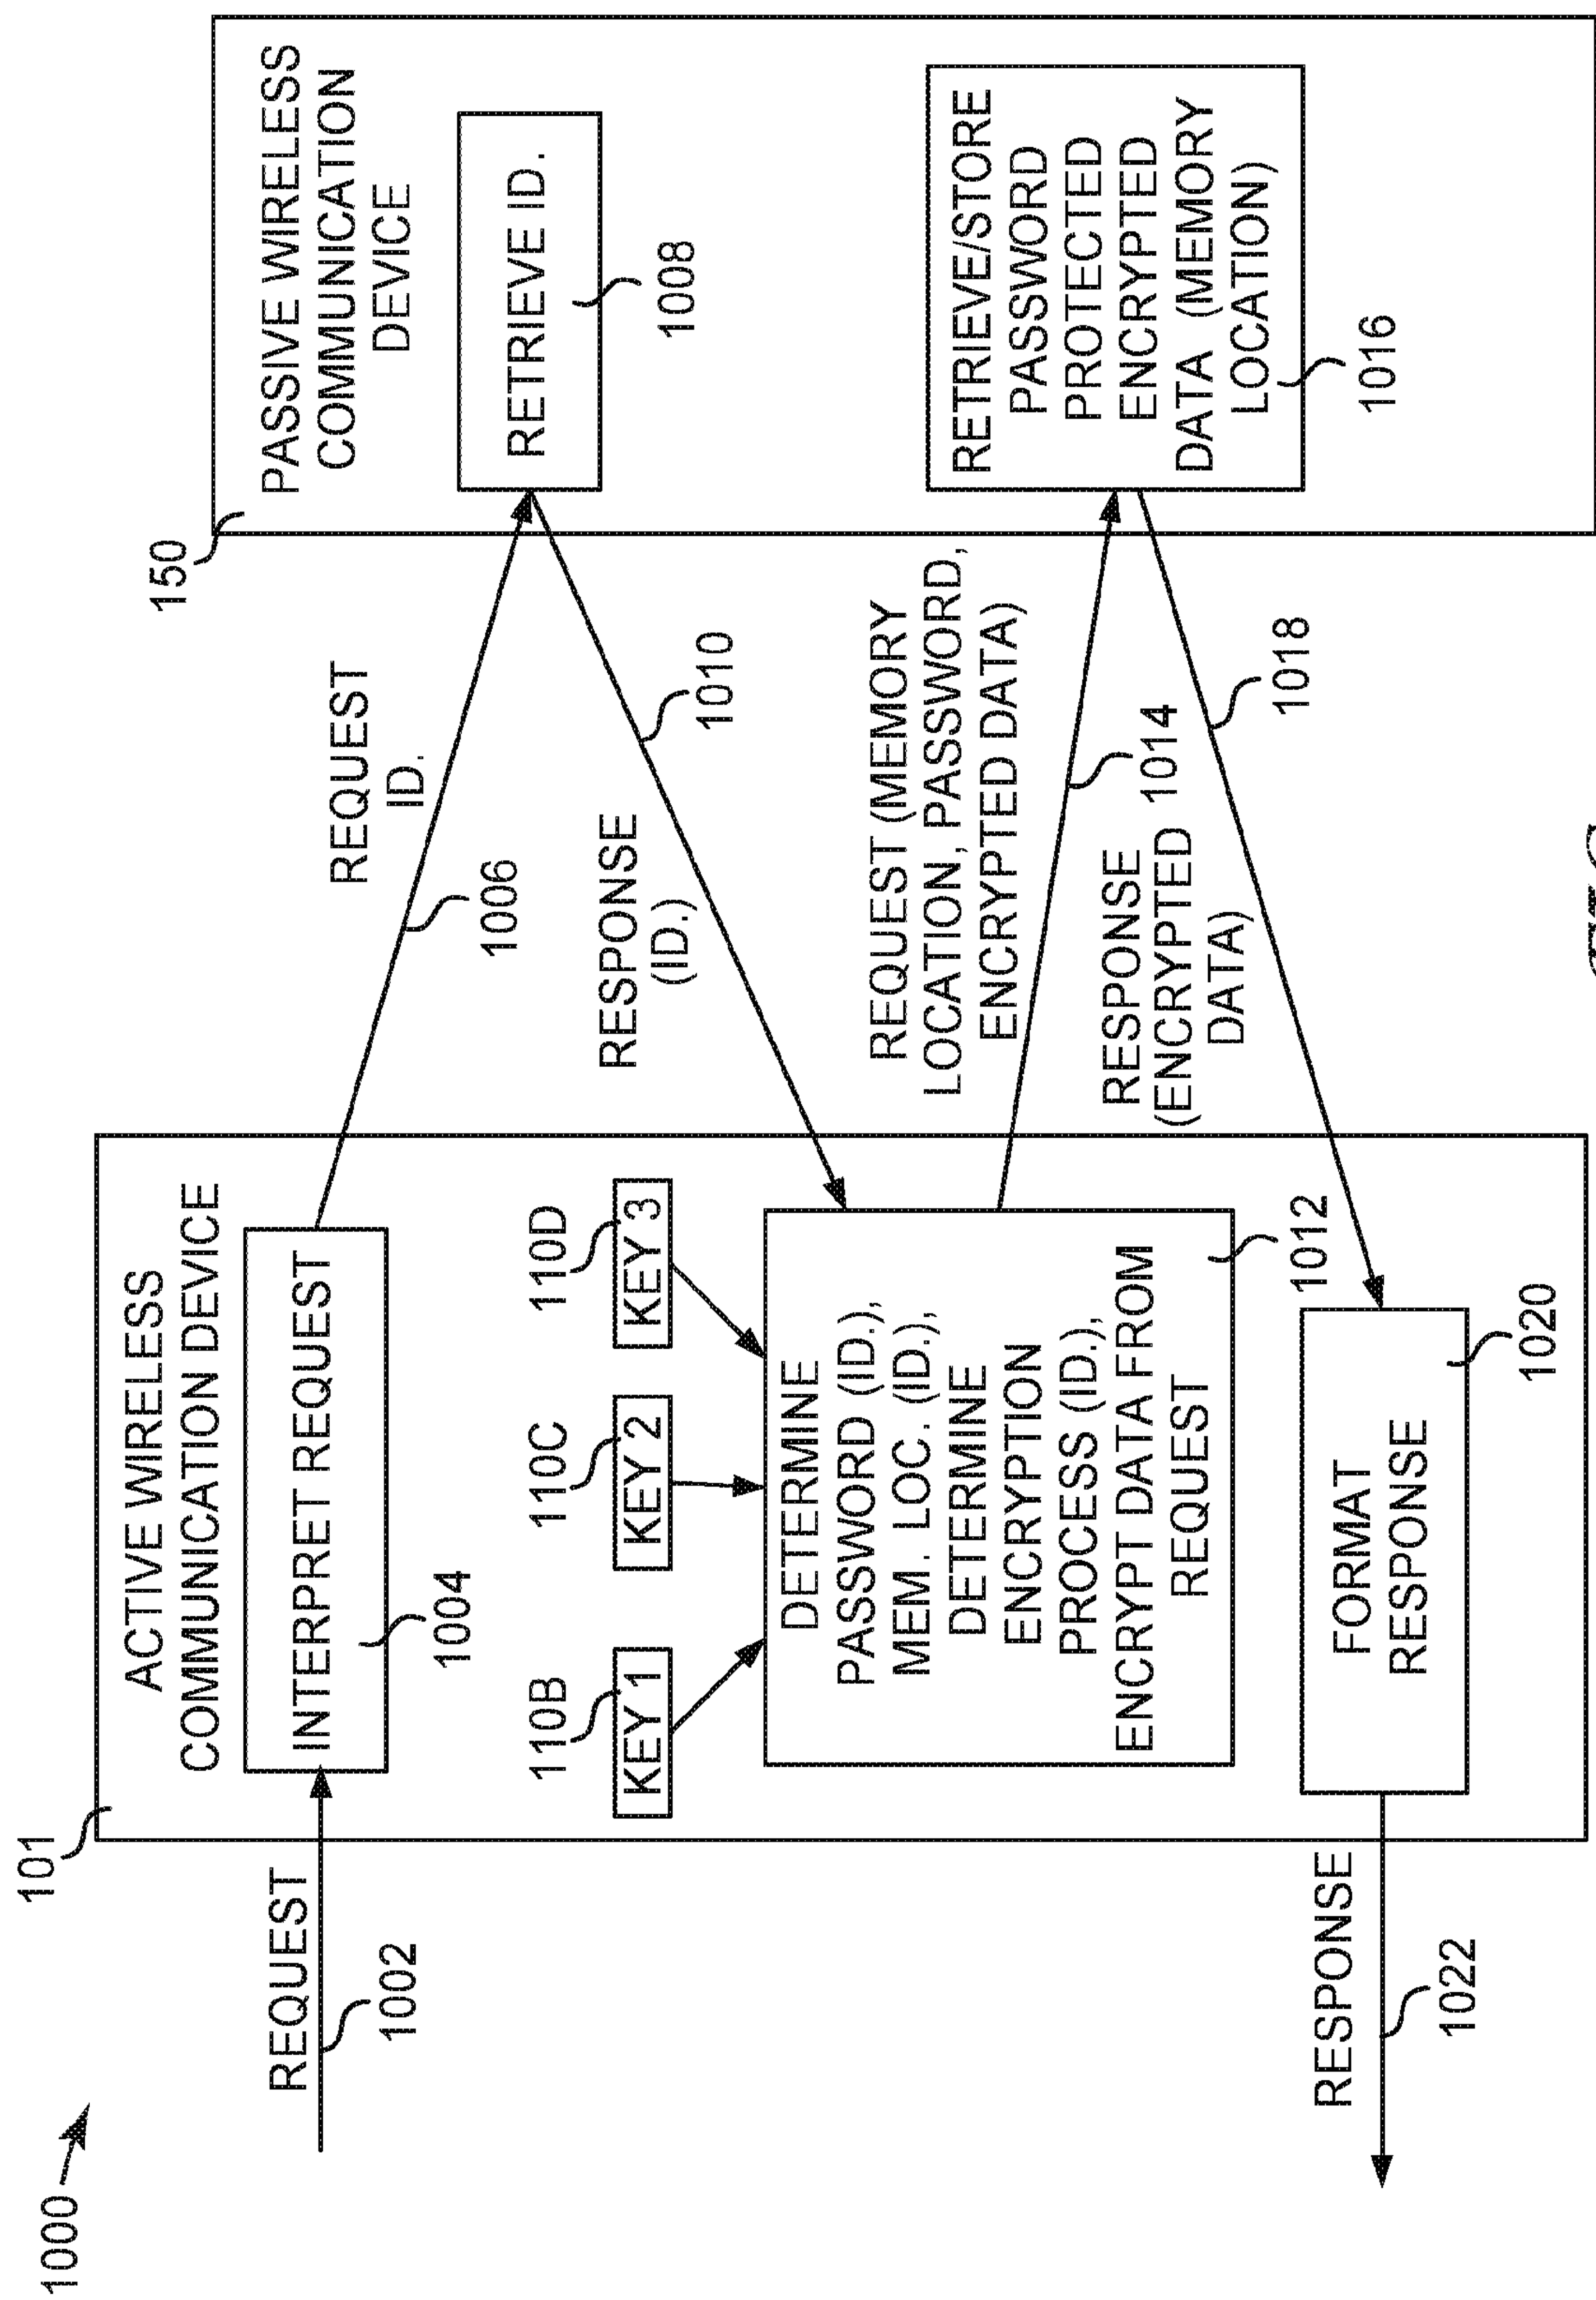 1000
101
REQUEST
1002
ACTIVE WIRELESS
COMMUNICATION DEVICE
INTERPRET REQUEST
1004
REQUEST
ID.
1006
150
PASSIVE WIRELESS
COMMUNICATION
DEVICE
RETRIEVE ID.
1008
RESPONSE
(ID.)
1010
110B
KEY 1
110C
KEY 2
110D
KEY 3
DETERMINE
PASSWORD (ID.),
MEM. LOC. (ID.),
DETERMINE
ENCRYPTION
PROCESS (ID.),
ENCRYPT DATA FROM
REQUEST
1012
REQUEST (MEMORY
LOCATION, PASSWORD,
ENCRYPTED DATA)
1014
RETRIEVE/STORE
PASSWORD
PROTECTED
ENCRYPTED
DATA (MEMORY
LOCATION)
1016
RESPONSE
(ENCRYPTED
DATA)
1018
FORMAT
RESPONSE
1020
RESPONSE
1022